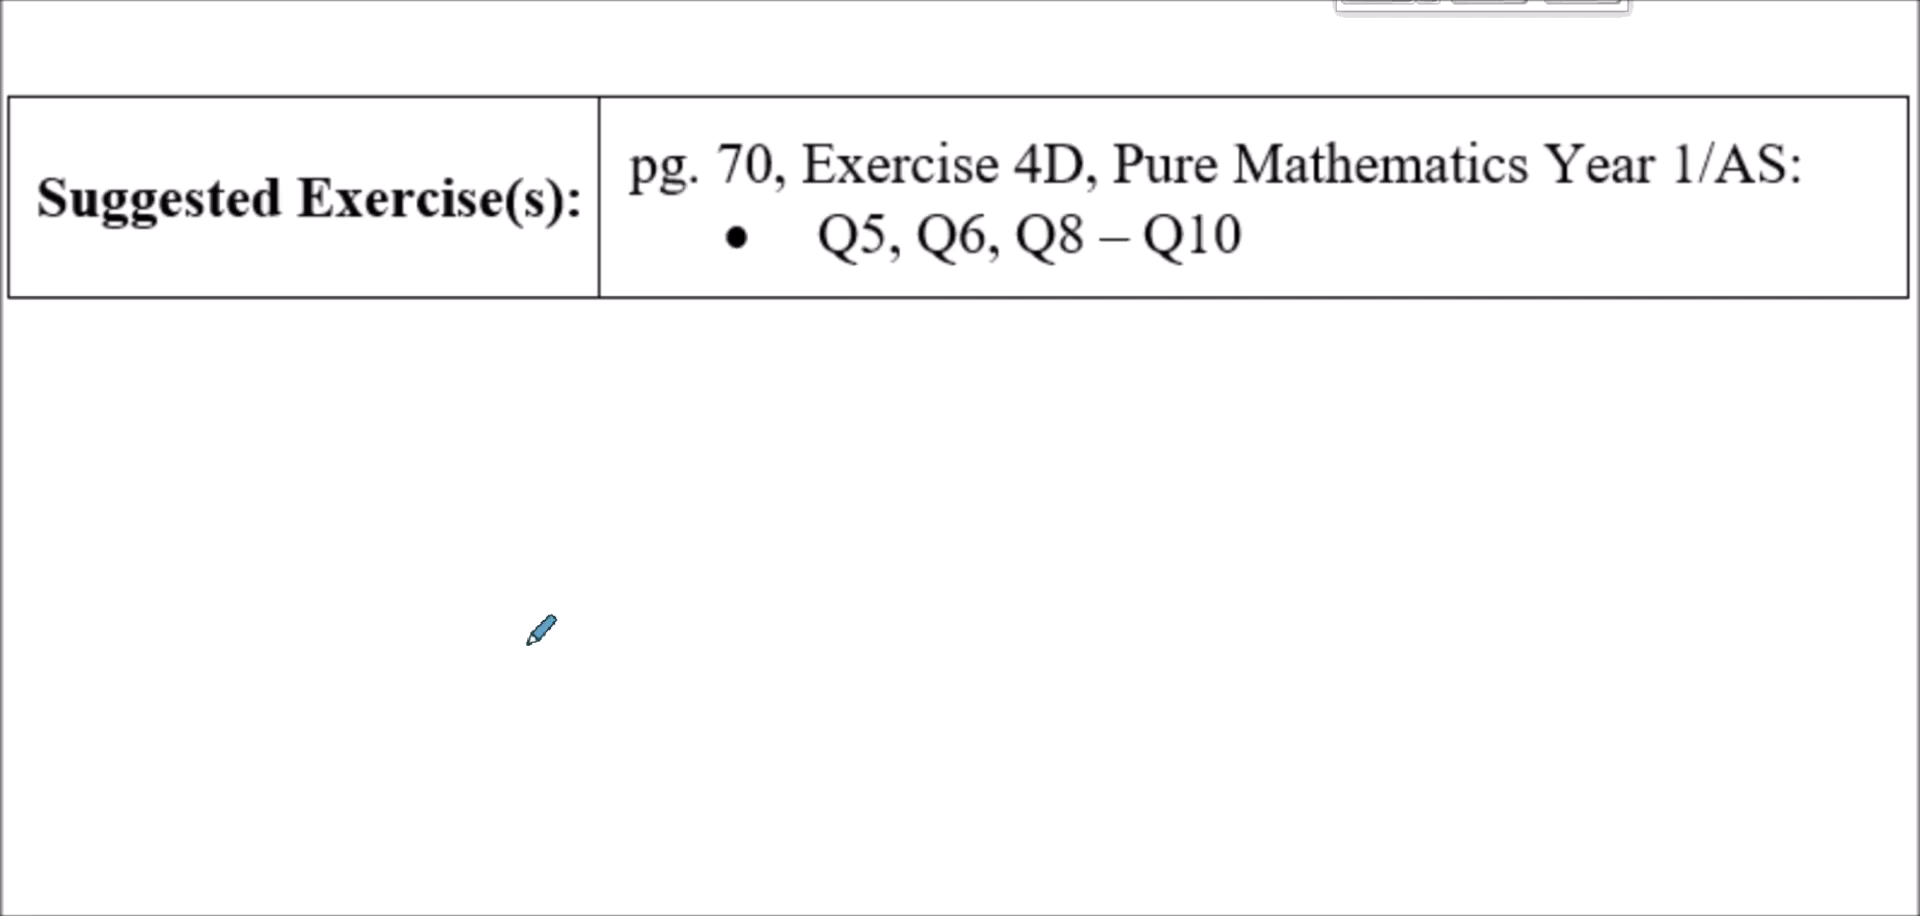 Suggested Exercise(s):
pg. 70, Exercise 4D, Pure Mathematics Year 1/AS:
● Q5, Q6, Q8 – Q10